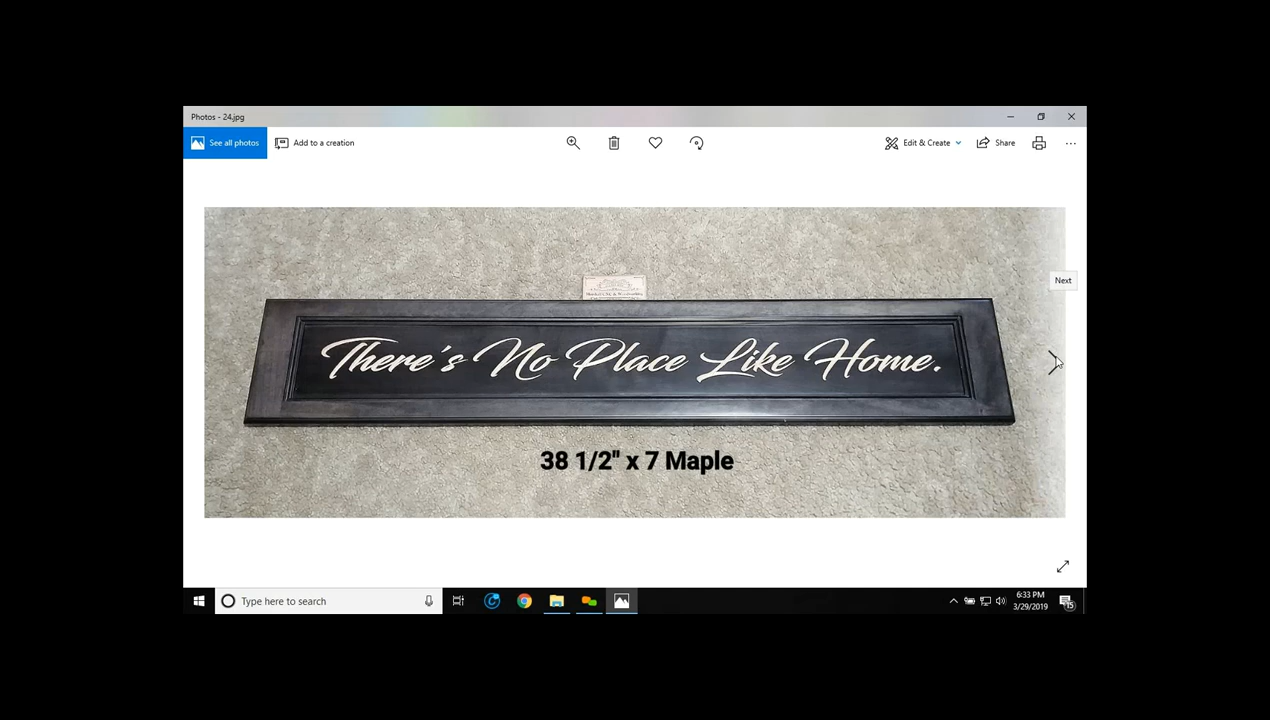 Photos - 24.jpg
See all photos
Add to a creation
Edit & Create
Share
Next
There's No Place Like Home.
38 1/2" x 7 Maple
Type here to search
6:33 PM
3/29/2019
15